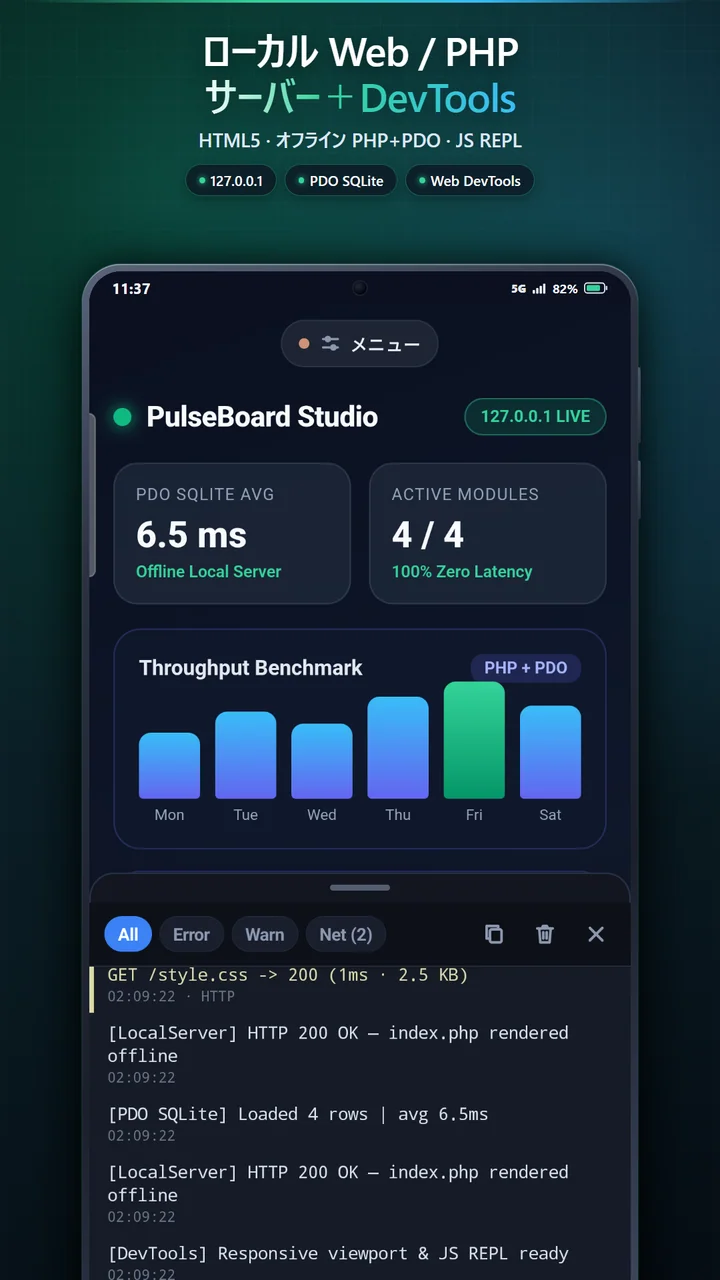 ローカル Web / PHP
サーバー＋DevTools
HTML5 · オフライン PHP+PDO · JS REPL
127.0.0.1 PDO SQLite Web DevTools
11:37 5G 82%
メニュー
PulseBoard Studio 127.0.0.1 LIVE
PDO SQLITE AVG ACTIVE MODULES
6.5 ms 4 / 4
Offline Local Server 100% Zero Latency
Throughput Benchmark PHP + PDO
Mon Tue Wed Thu Fri Sat
All Error Warn Net (2)
GET /style.css -> 200 (1ms · 2.5 KB)
02:09:22 · HTTP
[LocalServer] HTTP 200 OK — index.php rendered
offline
02:09:22
[PDO SQLite] Loaded 4 rows | avg 6.5ms
02:09:22
[LocalServer] HTTP 200 OK — index.php rendered
offline
02:09:22
[DevTools] Responsive viewport & JS REPL ready
02:09:22